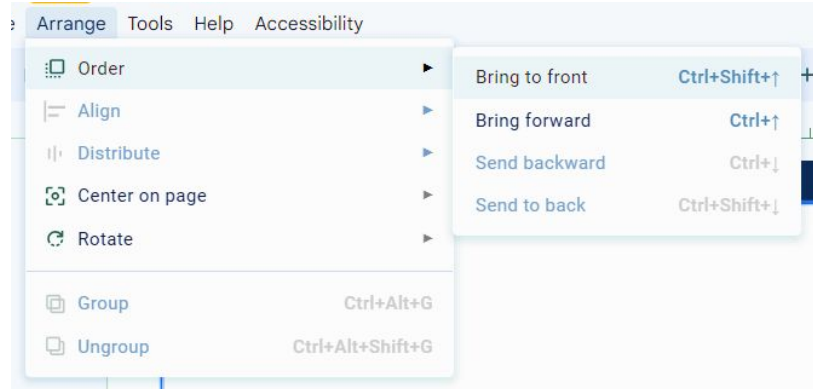 Arrange Tools Help Accessibility
Order
Align
Distribute
Center on page
Rotate
Group Ctrl+Alt+G
Ungroup Ctrl+Alt+Shift+G
Bring to front Ctrl+Shift+↑
Bring forward Ctrl+↑
Send backward Ctrl+↓
Send to back Ctrl+Shift+↓